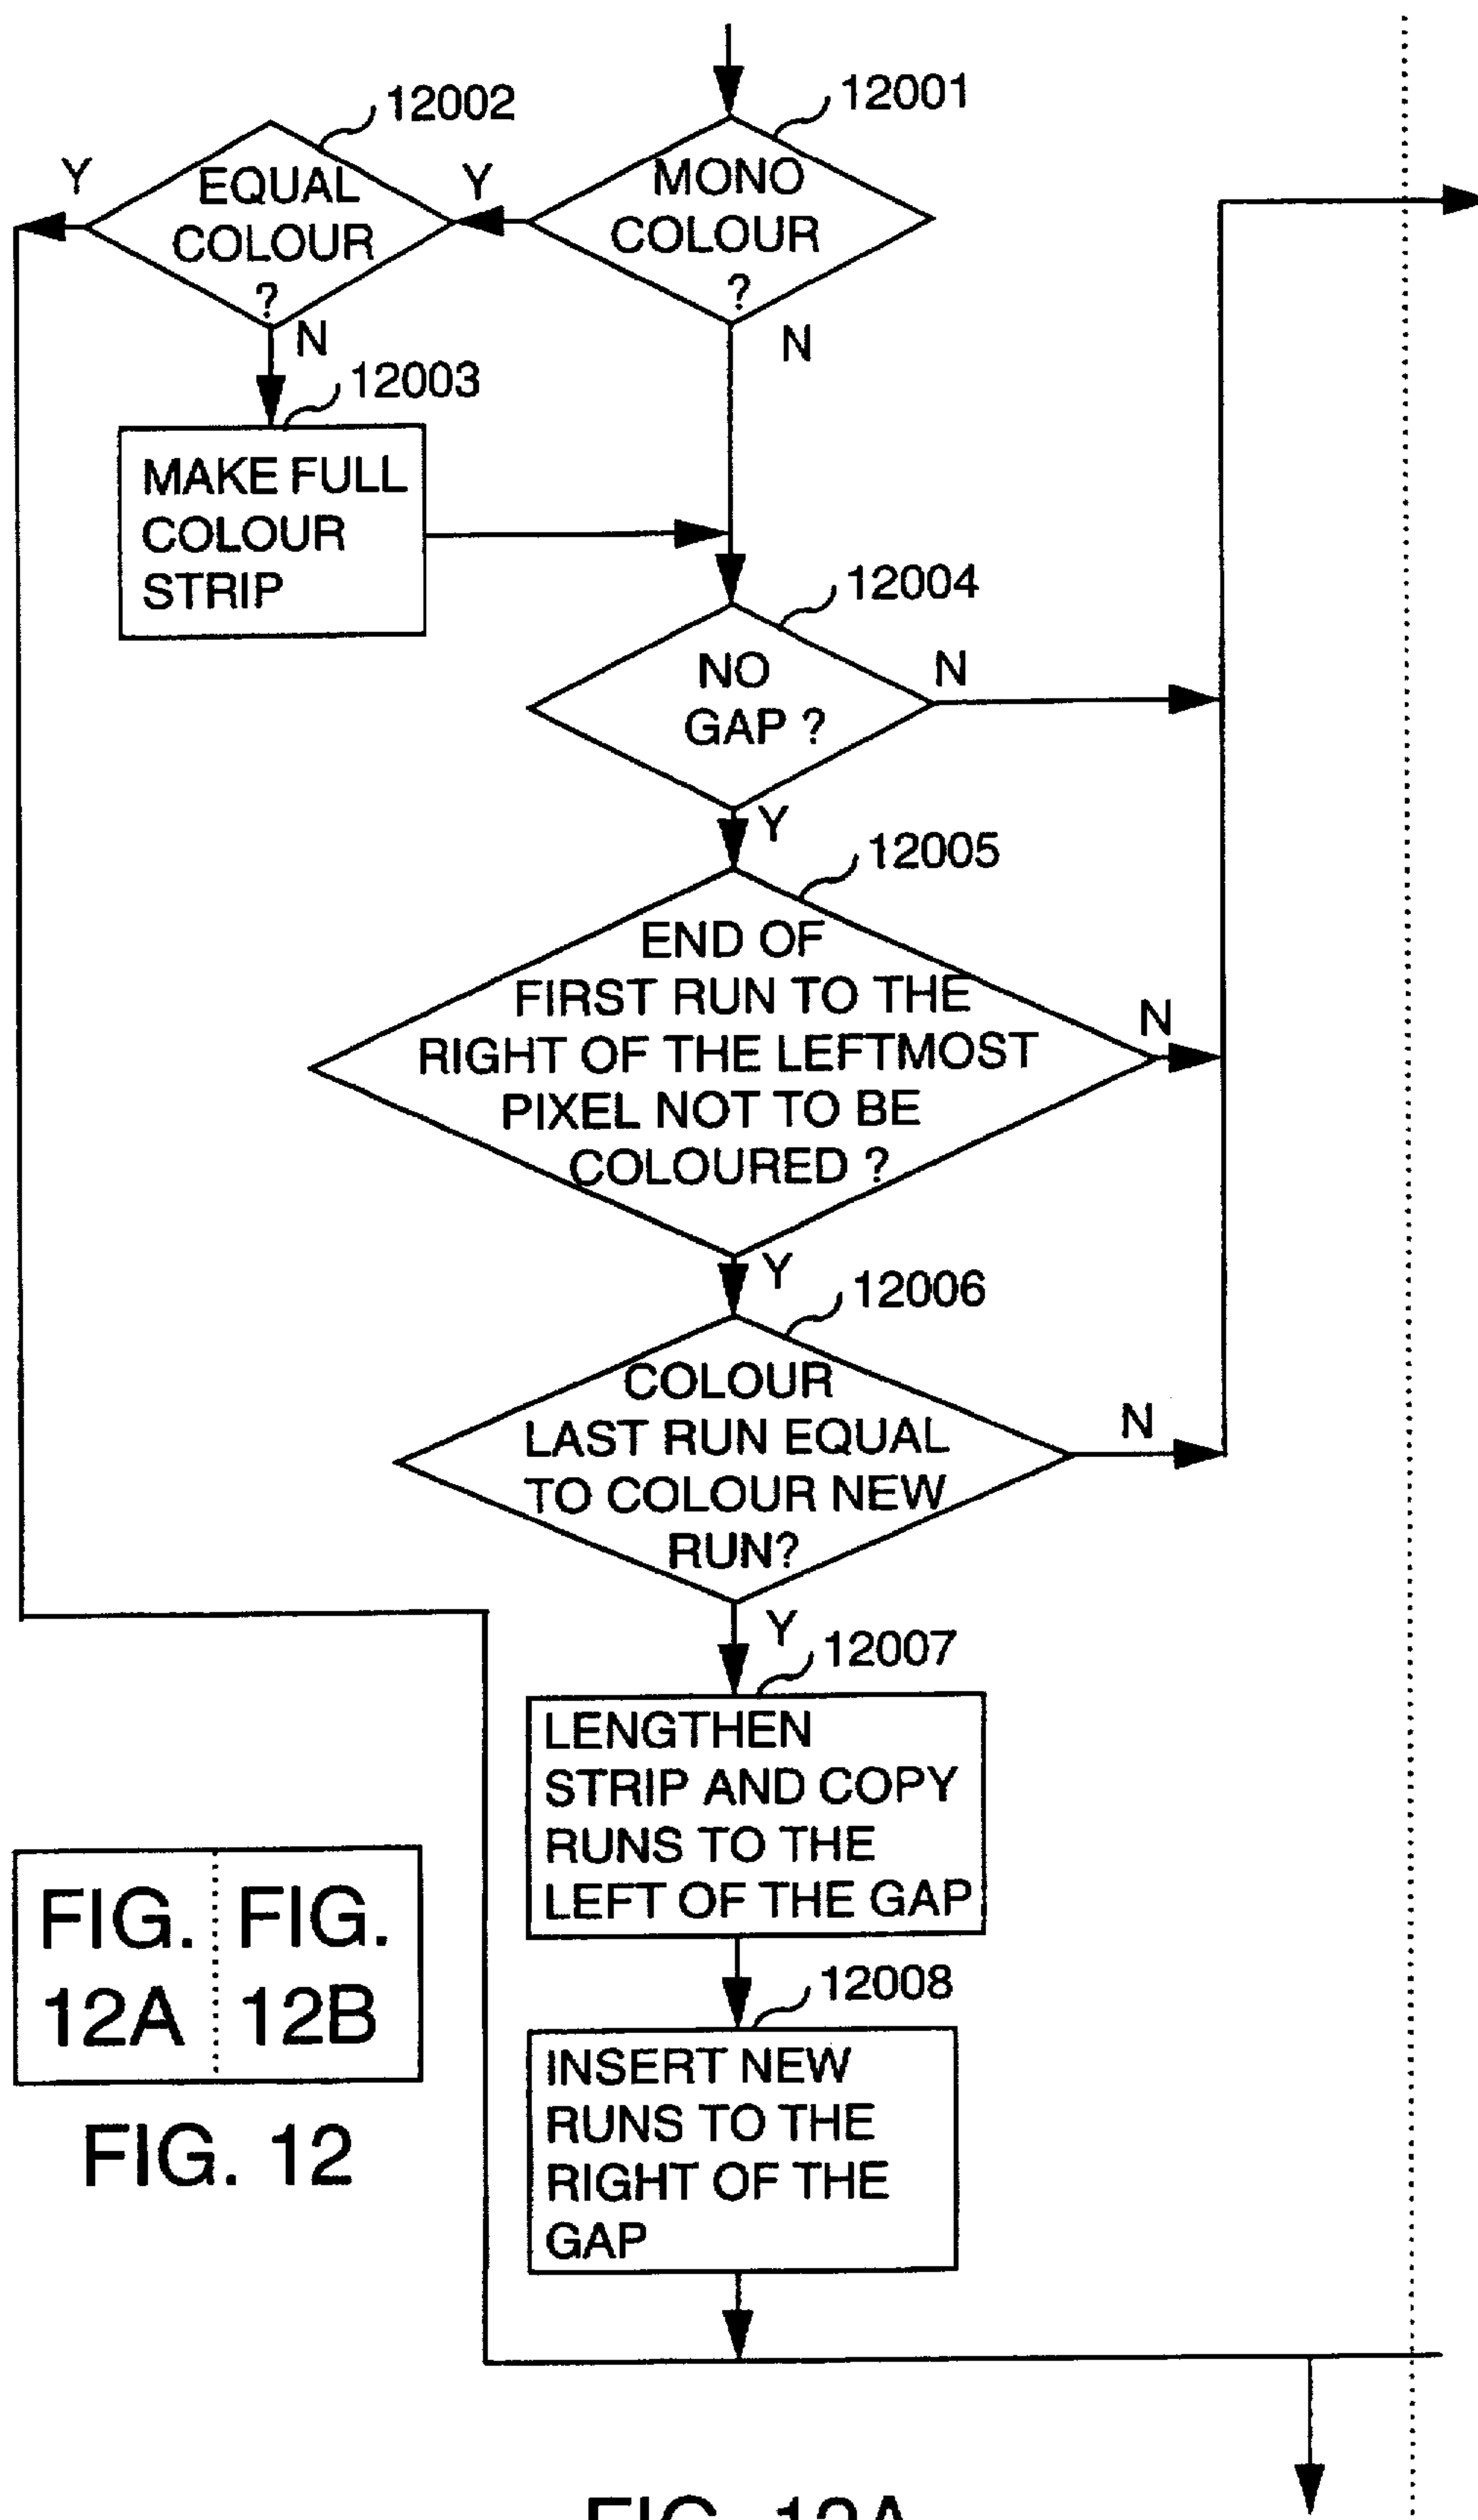 12001
MONO
COLOUR
?
Y
N
12002
EQUAL
COLOUR
?
Y
N
12003
MAKE FULL
COLOUR
STRIP
12004
NO
GAP ?
N
Y
12005
END OF
FIRST RUN TO THE
RIGHT OF THE LEFTMOST
PIXEL NOT TO BE
COLOURED ?
N
Y
12006
COLOUR
LAST RUN EQUAL
TO COLOUR NEW
RUN?
N
Y
12007
LENGTHEN
STRIP AND COPY
RUNS TO THE
LEFT OF THE GAP
12008
INSERT NEW
RUNS TO THE
RIGHT OF THE
GAP
FIG.
12A
FIG.
12B
FIG. 12
FIG. 12A